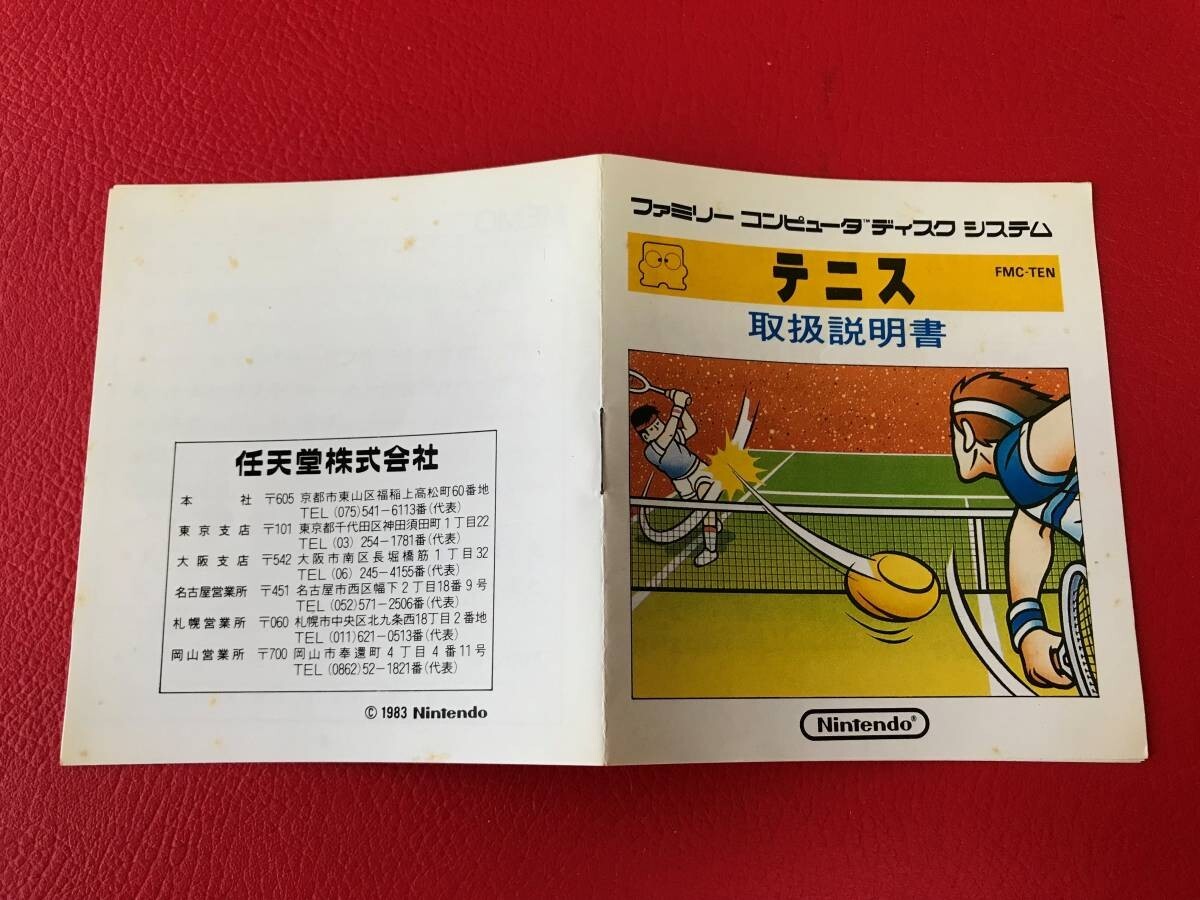 任天堂株式会社
本 社 〒605 京都市東山区福稲上高松町60番地
TEL (075)541-6113番(代表)
東京支店 〒101 東京都千代田区神田須田町1丁目22
TEL (03) 254-1781番(代表)
大阪支店 〒542 大阪市南区長堀橋筋1丁目32
TEL (06) 245-4155番(代表)
名古屋営業所 〒451 名古屋市西区幅下2丁目18番9号
TEL (052)571-2506番(代表)
札幌営業所 〒060 札幌市中央区北九条西18丁目2番地
TEL (011)621-0513番(代表)
岡山営業所 〒700 岡山市奉還町4丁目4番11号
TEL (0862)52-1821番(代表)
© 1983 Nintendo
ファミリー コンピュータ™ディスク システム
テニス FMC-TEN
取扱説明書
Nintendo®